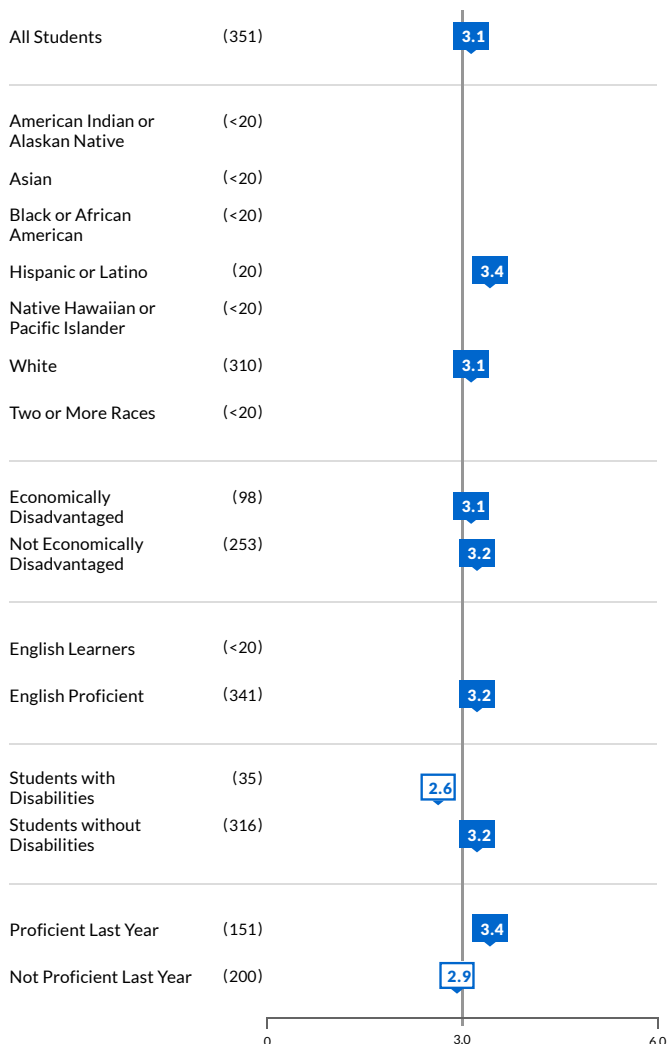 All Students (351) 3.1
American Indian or
Alaskan Native (<20)
Asian (<20)
Black or African
American (<20)
Hispanic or Latino (20) 3.4
Native Hawaiian or
Pacific Islander (<20)
White (310) 3.1
Two or More Races (<20)
Economically
Disadvantaged (98) 3.1
Not Economically
Disadvantaged (253) 3.2
English Learners (<20)
English Proficient (341) 3.2
Students with
Disabilities (35) 2.6
Students without
Disabilities (316) 3.2
Proficient Last Year (151) 3.4
Not Proficient Last Year (200) 2.9
0 3.0 6.0